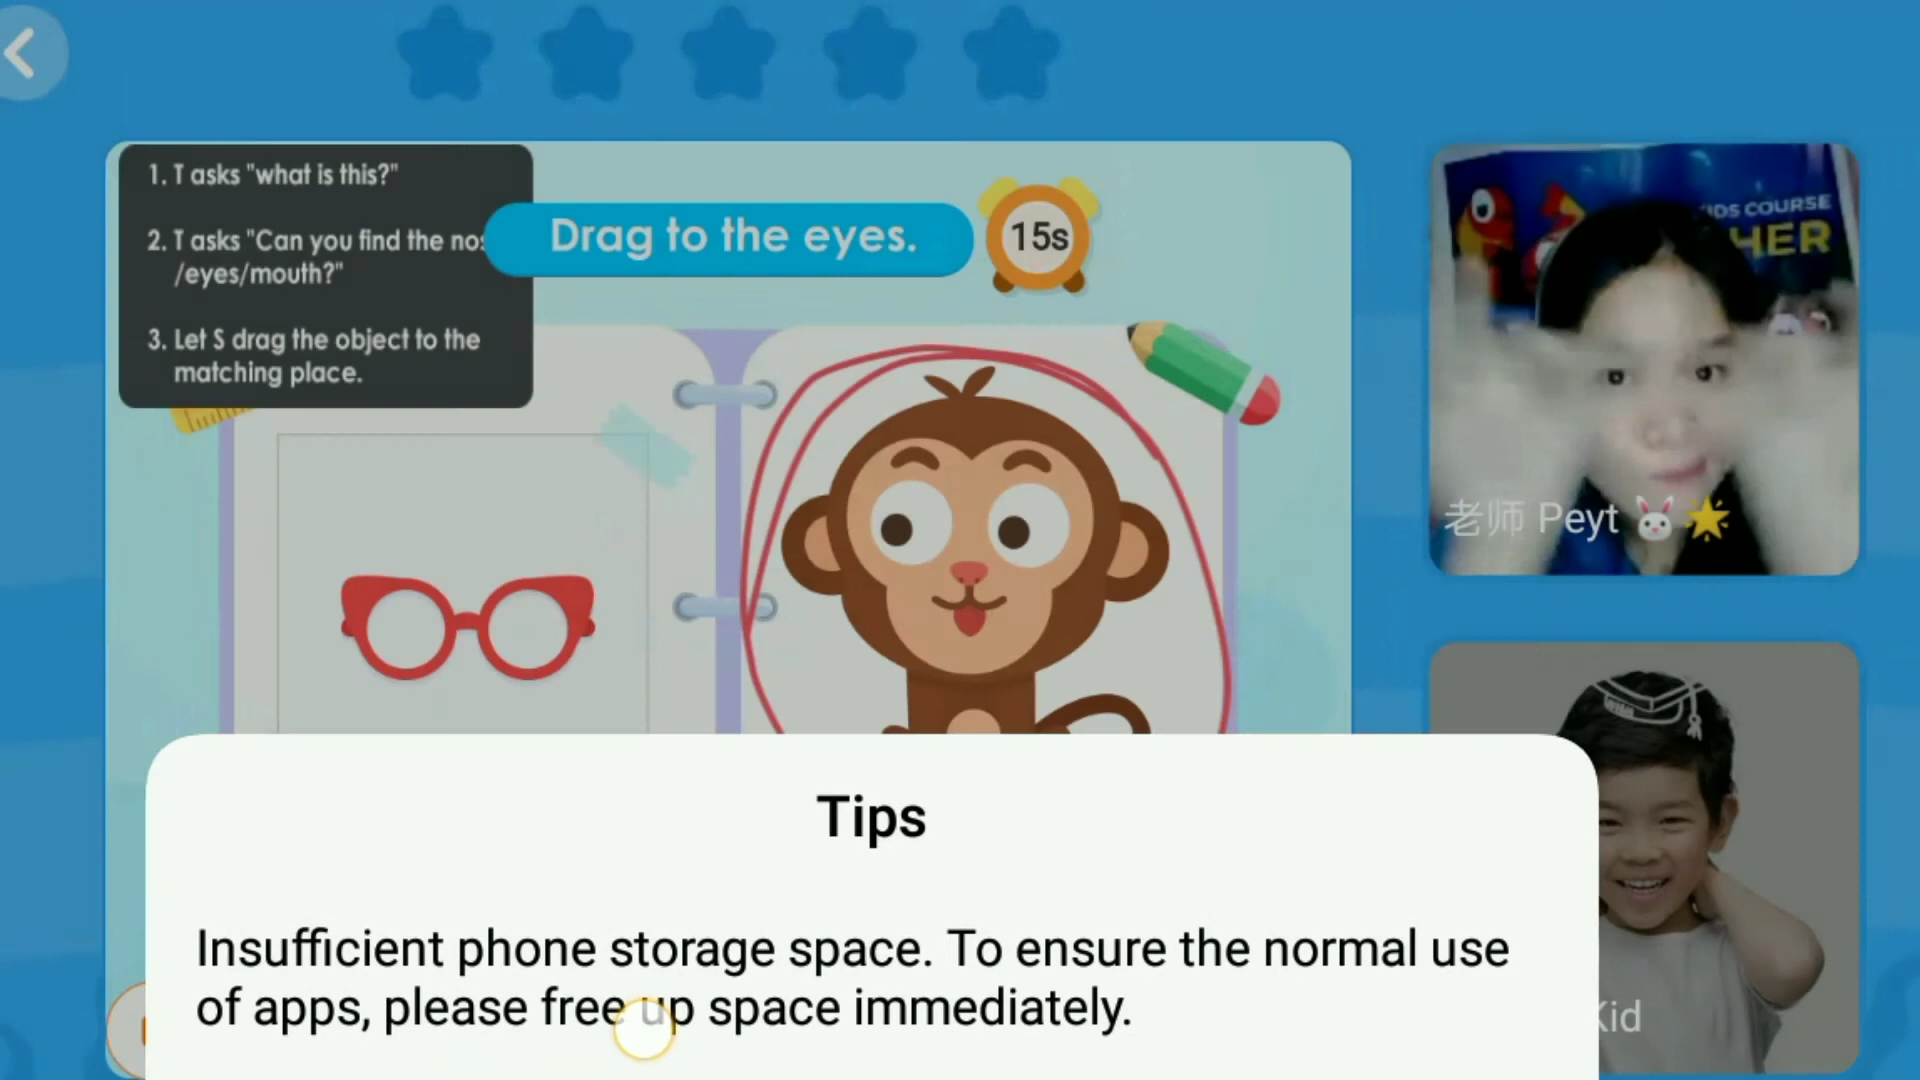 1. T asks "what is this?"
2. T asks "Can you find the
/eyes/mouth?"
3. Let S drag the object to the
matching place.
Drag to the eyes.
15s
COURSE
老师 Peyt 🐰🌟
Kid
Tips
Insufficient phone storage space. To ensure the normal use
of apps, please free up space immediately.